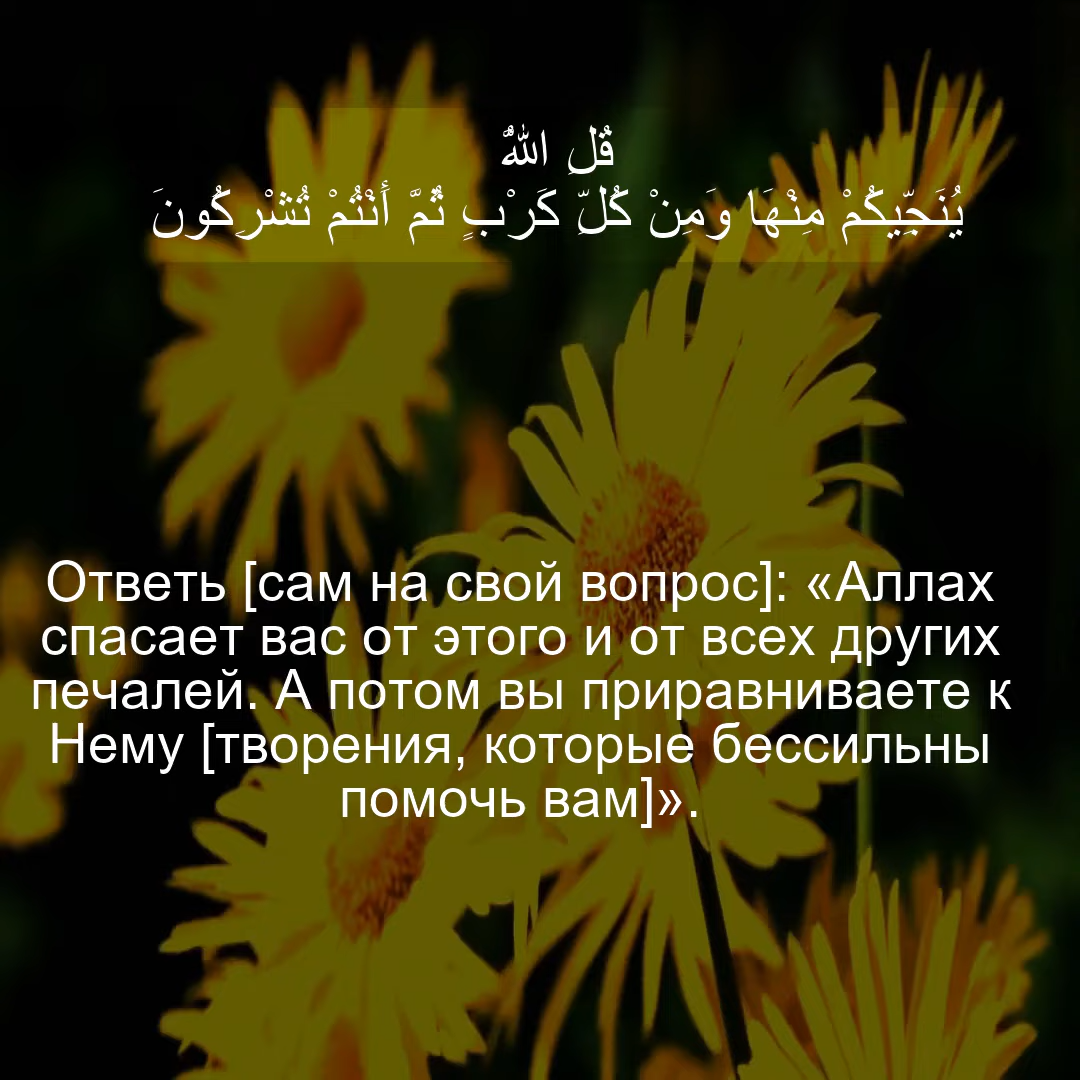 قُلِ اللَّهُ
يُنَجِّيكُمْ مِنْهَا وَمِنْ كُلِّ كَرْبٍ ثُمَّ أَنْتُمْ تُشْرِكُونَ
Ответь [сам на свой вопрос]: «Аллах
спасает вас от этого и от всех других
печалей. А потом вы приравниваете к
Нему [творения, которые бессильны
помочь вам]».